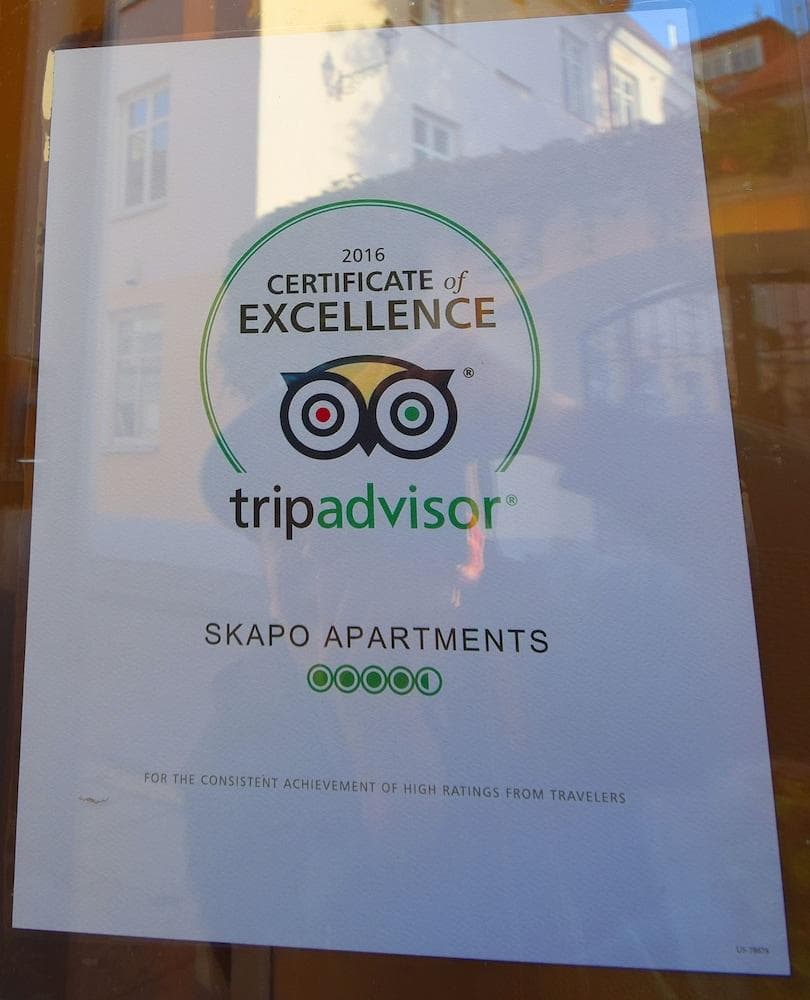 2016
CERTIFICATE of
EXCELLENCE
®
tripadvisor®
SKAPO APARTMENTS
FOR THE CONSISTENT ACHIEVEMENT OF HIGH RATINGS FROM TRAVELERS